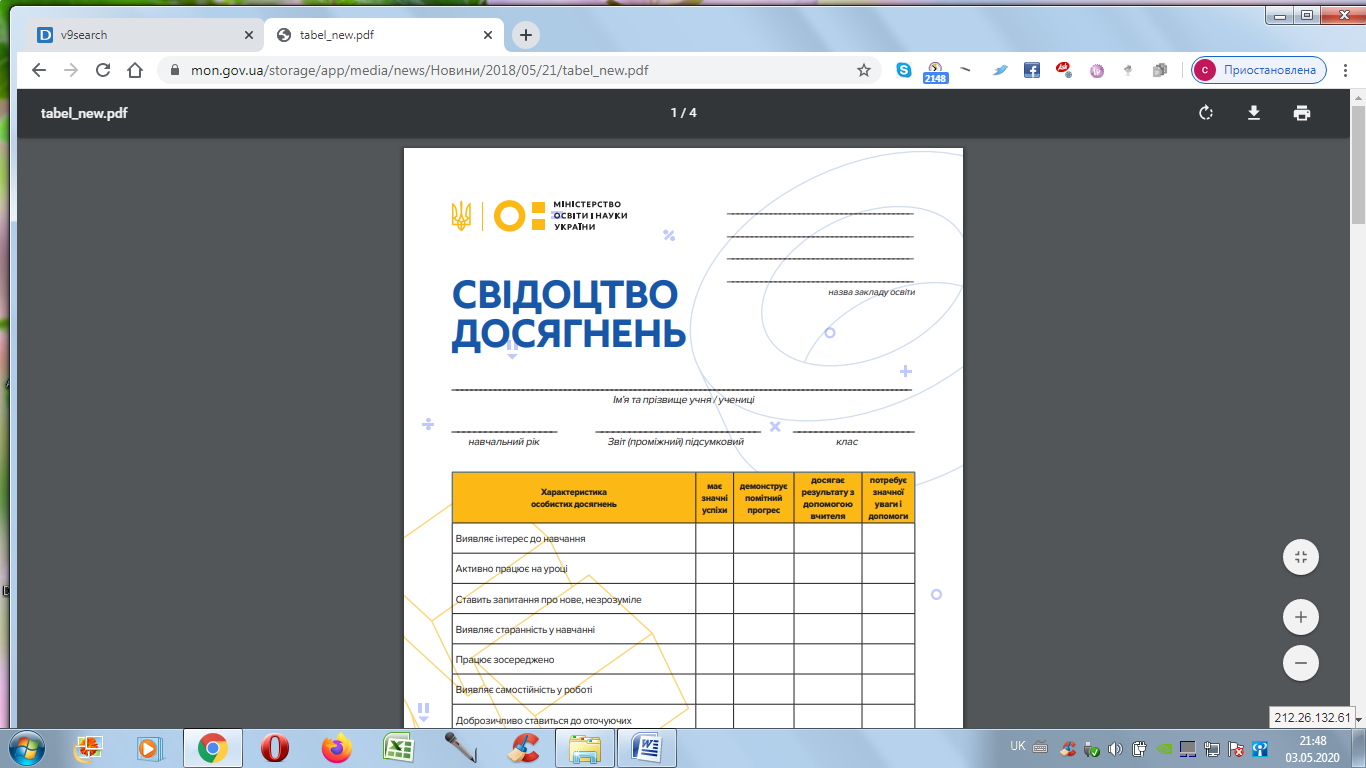 v9search
tabel_new.pdf
mon.gov.ua/storage/app/media/news/Новини/2018/05/21/tabel_new.pdf
2148
Ask
с
Приостановлена
tabel_new.pdf
1 / 4
МІНІСТЕРСТВО
ОСВІТИ І НАУКИ
УКРАЇНИ
назва закладу освіти
СВІДОЦТВО
ДОСЯГНЕНЬ
Ім'я та прізвище учня / учениці
навчальний рік
Звіт (проміжний) підсумковий
клас
Характеристика
особистих досягнень
має
значні
успіхи
демонструє
помітний
прогрес
досягає
результату з
допомогою
вчителя
потребує
значної
уваги і
допомоги
Виявляє інтерес до навчання
Активно працює на уроці
Ставить запитання про нове, незрозуміле
Виявляє старанність у навчанні
Працює зосереджено
Виявляє самостійність у роботі
Доброзичливо ставиться до оточуючих
212.26.132.61
UK
21:48
03.05.2020